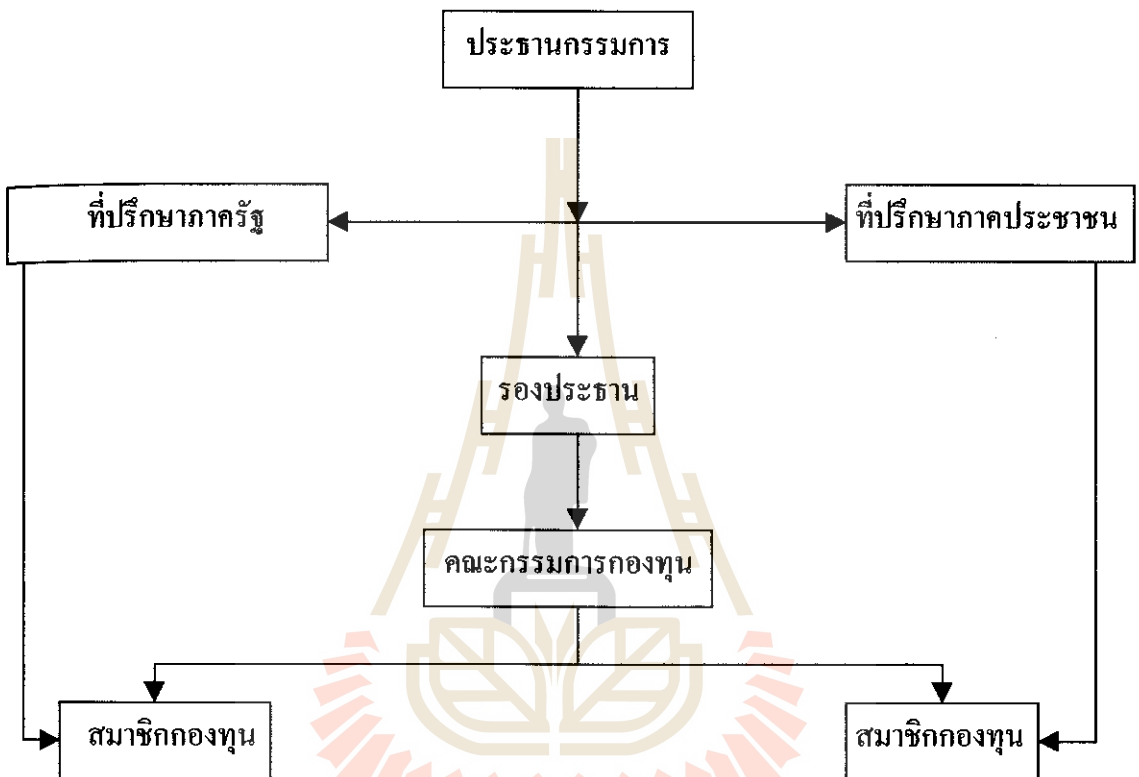 ประธานกรรมการ
ที่ปรึกษาภาครัฐ
ที่ปรึกษาภาคประชาชน
รองประธาน
คณะกรรมการกองทุน
สมาชิกกองทุน
สมาชิกกองทุน